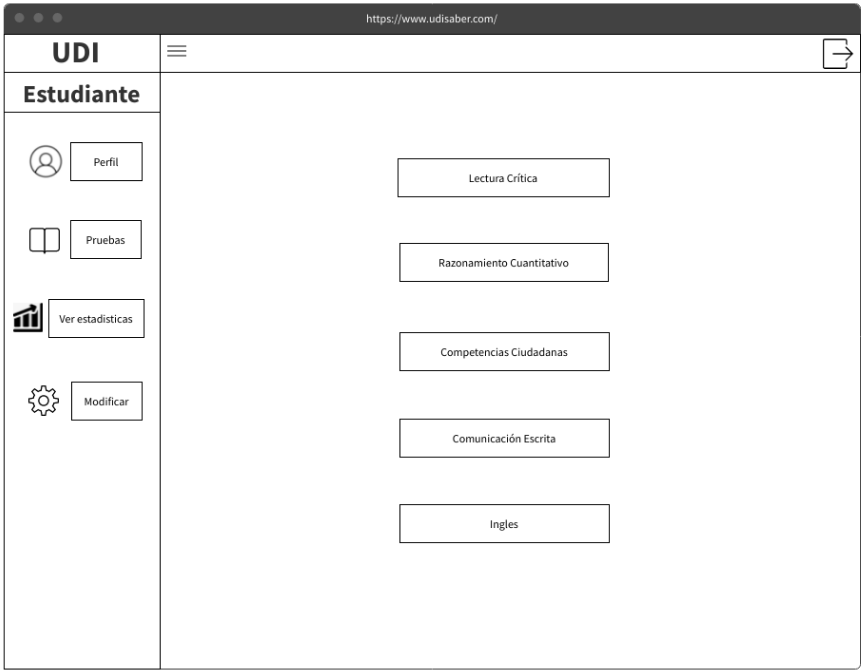 https://www.udisaber.com/
UDI
Estudiante
Perfil
Pruebas
Ver estadisticas
Modificar
Lectura Crítica
Razonamiento Cuantitativo
Competencias Ciudadanas
Comunicación Escrita
Ingles